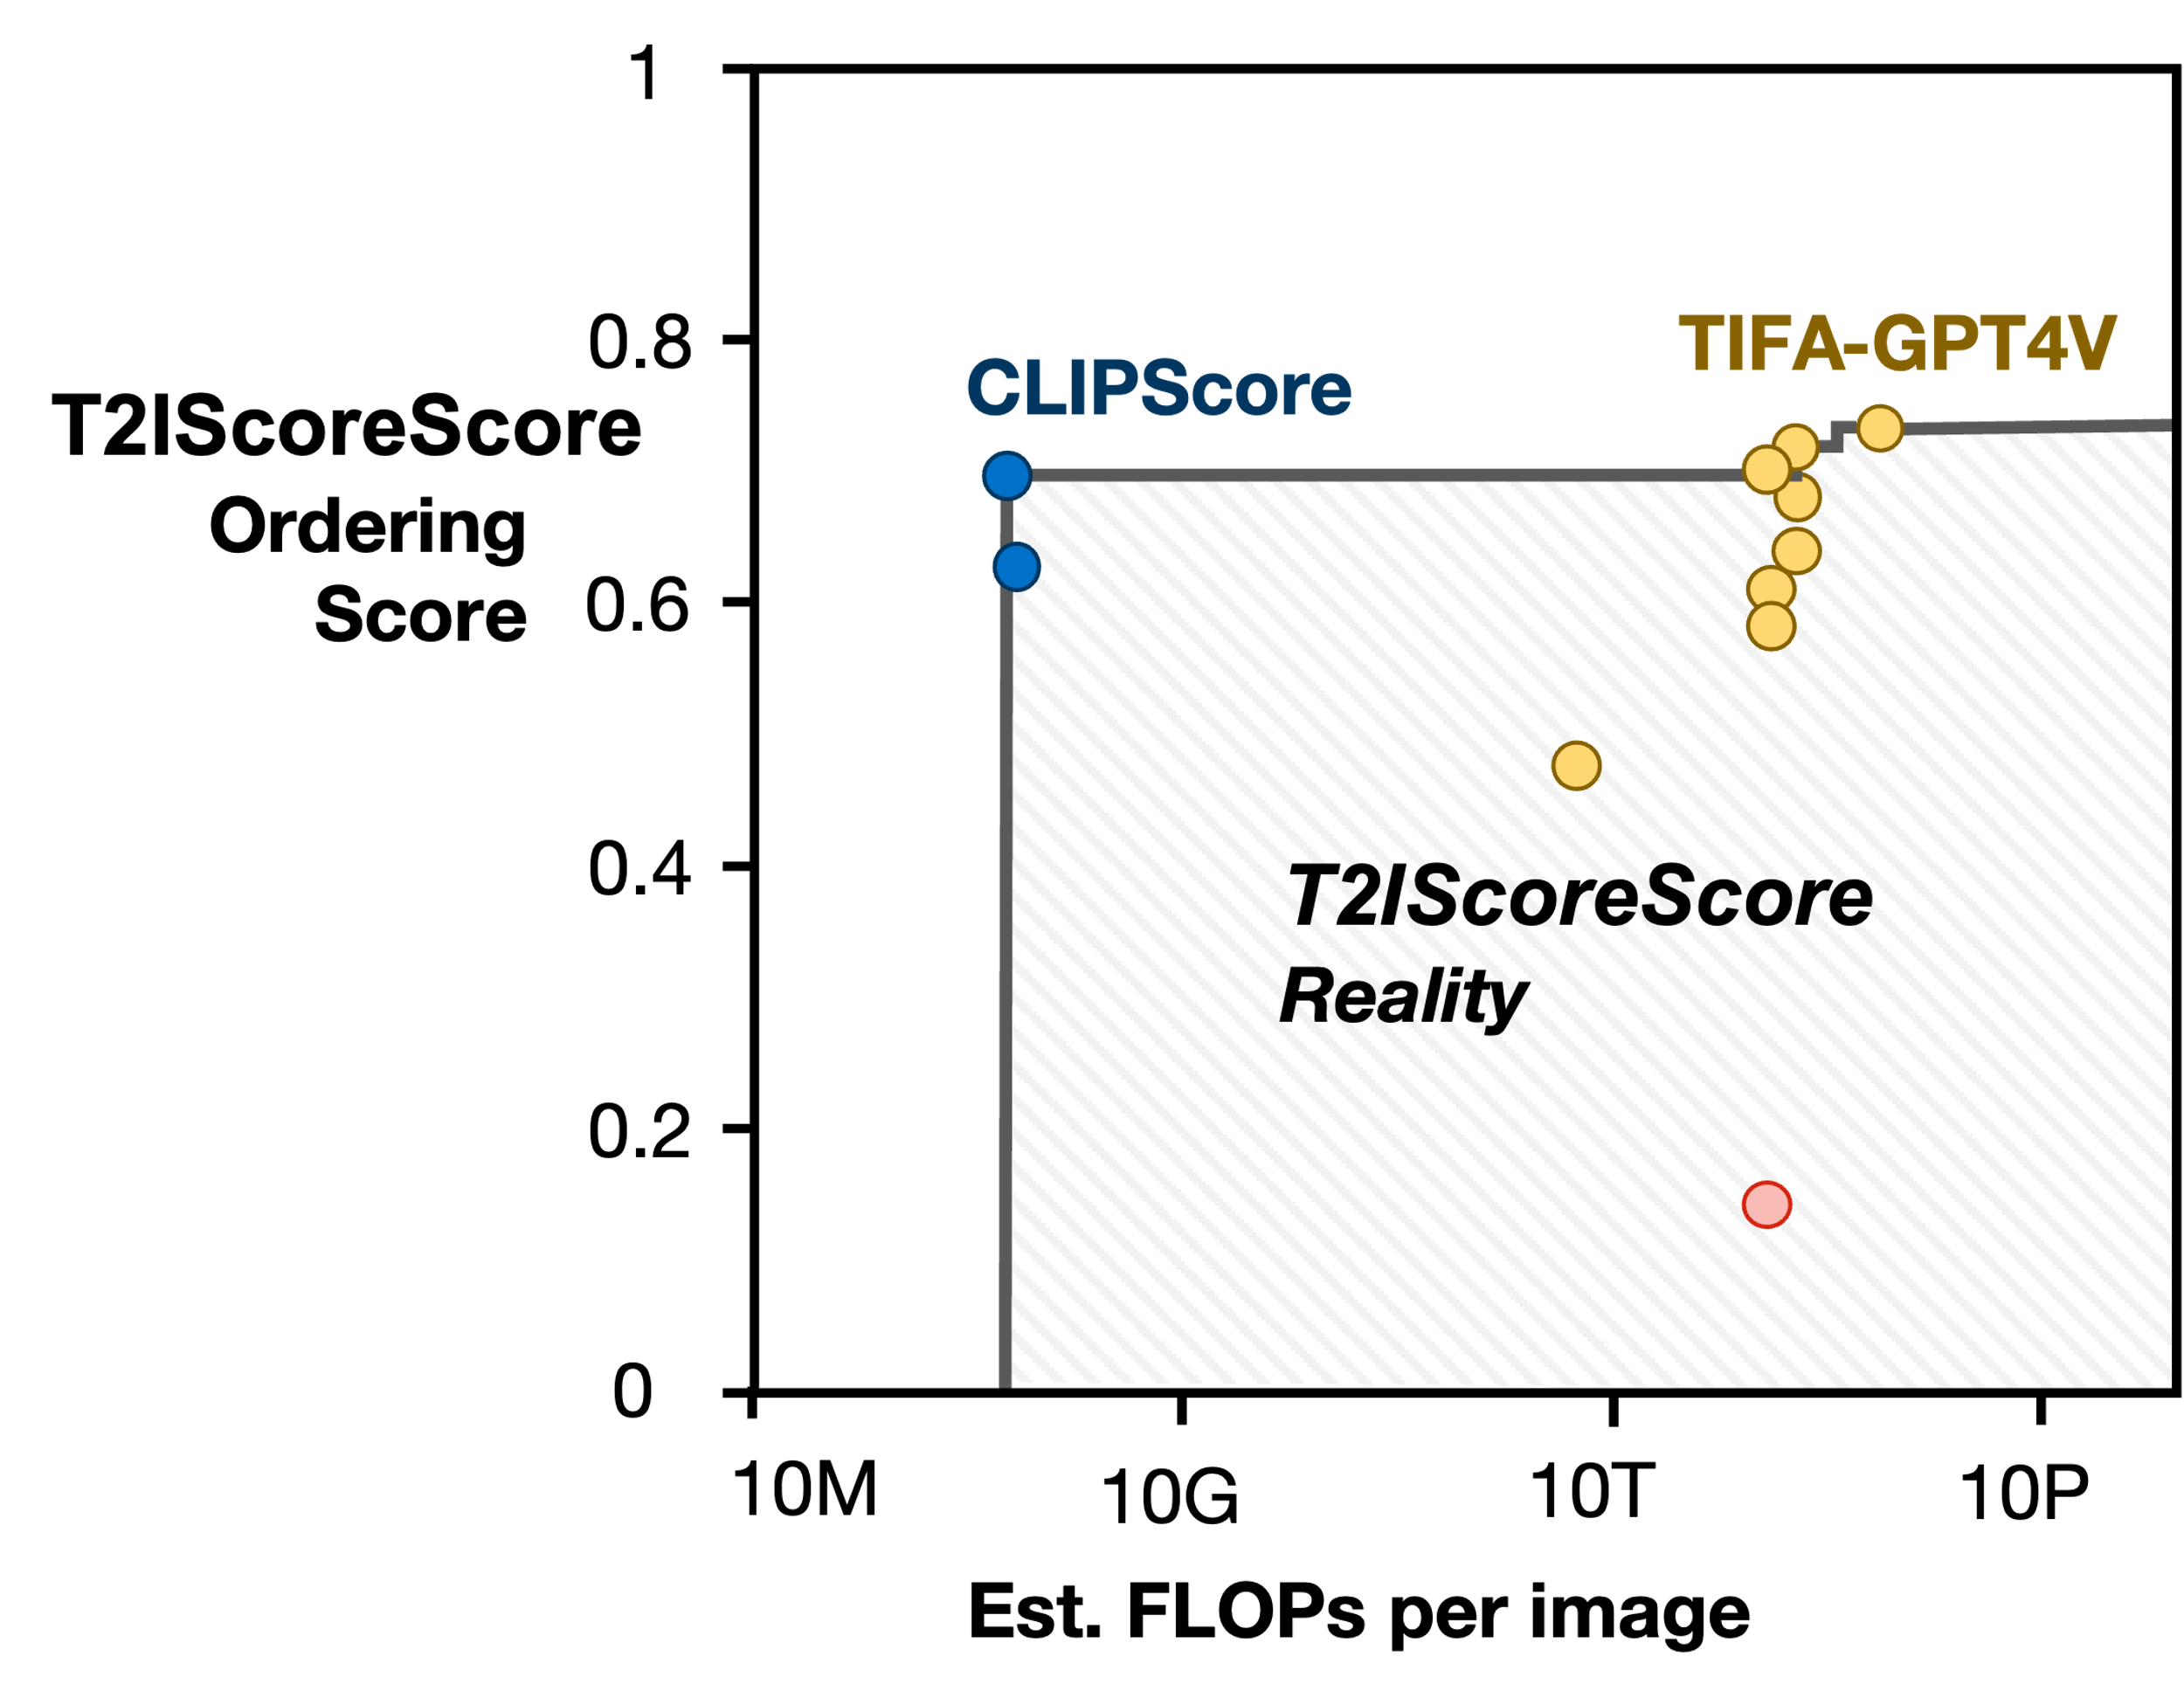 1
0.8
TIFA-GPT4V
CLIPScore
T2IScoreScore
Ordering
Score
0.6
0.4
T2IScoreScore
Reality
0.2
0
10M
10G
10T
10P
Est. FLOPs per image